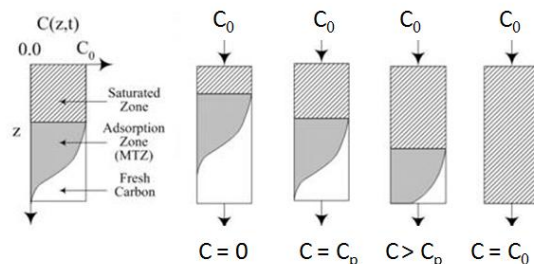 C(z,t)
0.0 C₀
Saturated
Zone
z
Adsorption
Zone
(MTZ)
Fresh
Carbon
C₀ C₀ C₀ C₀
C = 0 C = Cₚ C > Cₚ C = C₀